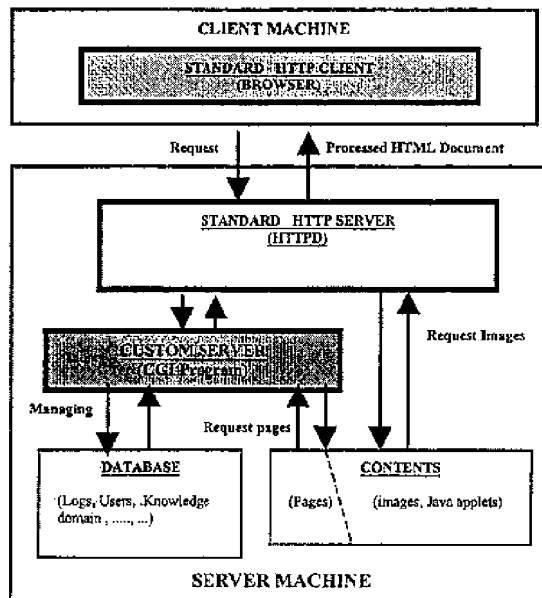 CLIENT MACHINE
STANDARD HTTP CLIENT
(BROWSER)
Request
Processed HTML Document
STANDARD HTTP SERVER
(HTTPD)
Request Images
CUSTOM SERVER
(CGI Program)
Managing
Request pages
DATABASE
(Logs, Users, .Knowledge
domain , ....., ...)
CONTENTS
(Pages)
(images, Java applets)
SERVER MACHINE